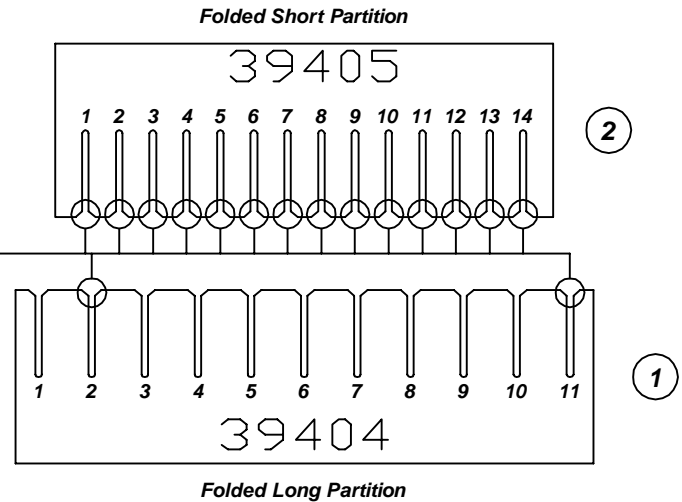 Folded Short Partition
39405
1 2 3 4 5 6 7 8 9 10 11 12 13 14
2
1 2 3 4 5 6 7 8 9 10 11
1
39404
Folded Long Partition